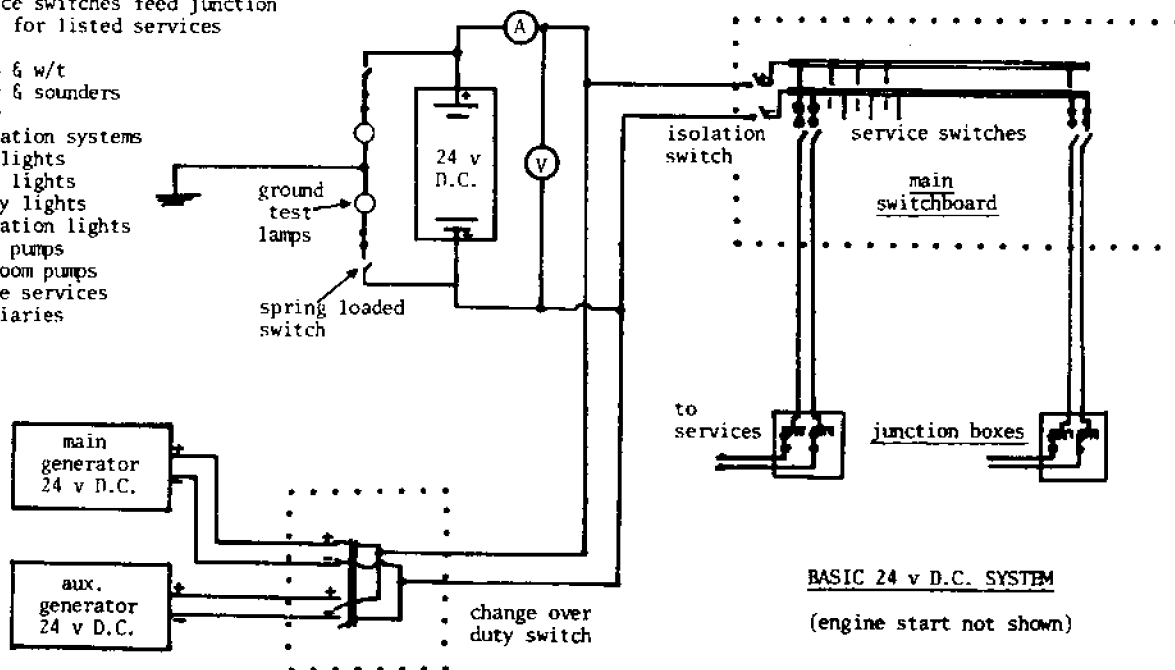 ce switches feed junction
for listed services
& w/t
& sounders
ation systems
lights
lights
y lights
ation lights
pumps
oom pumps
e services
iaries
A
+
24 v
D.C.
-
V
ground
test
lamps
spring loaded
switch
isolation
switch
service switches
main
switchboard
to
services
junction boxes
main
generator
24 v D.C.
+
-
aux.
generator
24 v D.C.
+
-
+
-
+
-
change over
duty switch
BASIC 24 v D.C. SYSTEM
(engine start not shown)